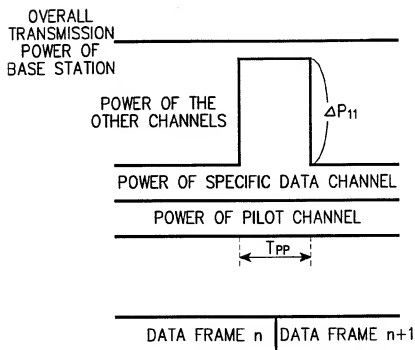 OVERALL
TRANSMISSION
POWER OF
BASE STATION
POWER OF THE
OTHER CHANNELS
ΔP11
POWER OF SPECIFIC DATA CHANNEL
POWER OF PILOT CHANNEL
TPP
DATA FRAME n
DATA FRAME n+1